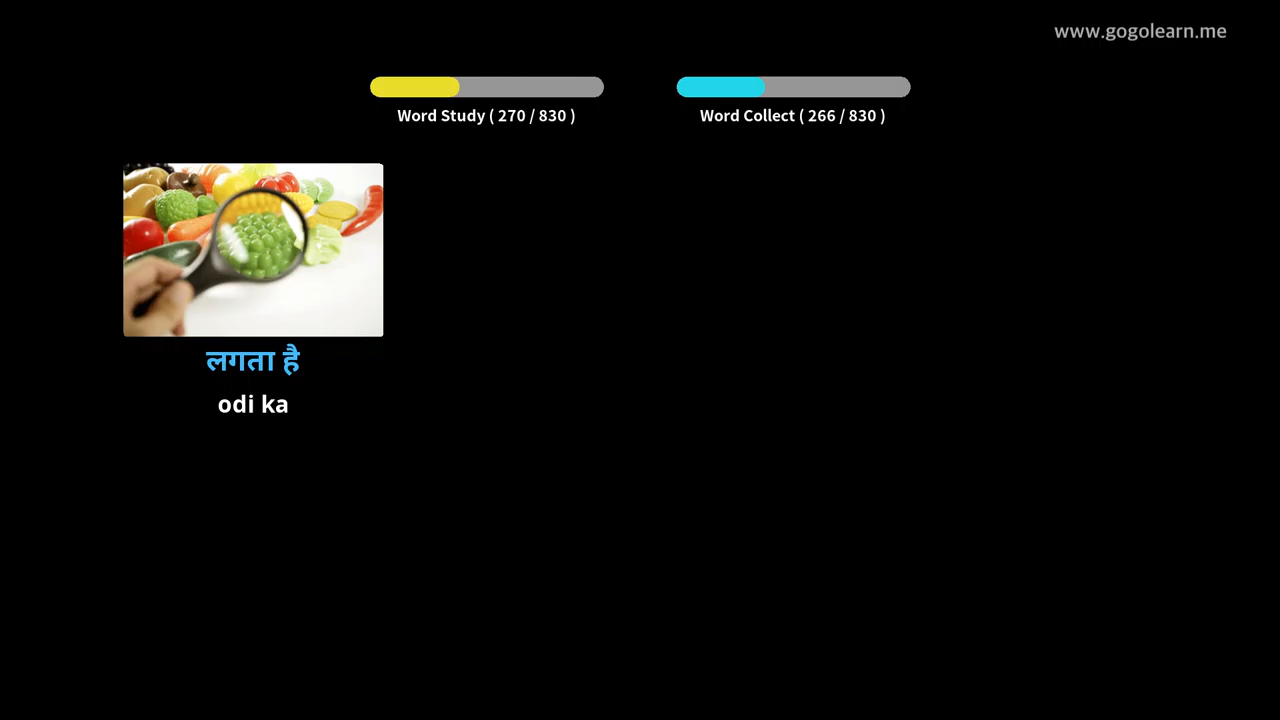 www.gogolearn.me
Word Study ( 270 / 830 )
Word Collect ( 266 / 830 )
लगता है
odi ka